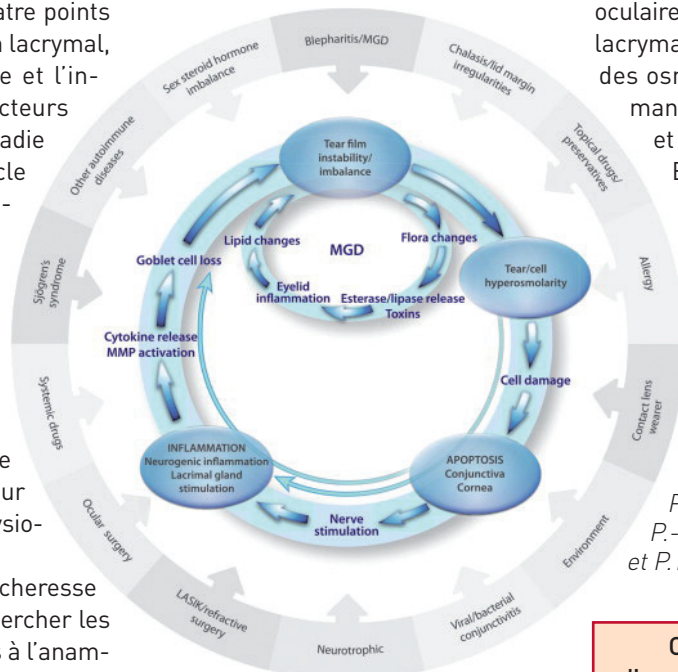 atre points
lacrymal,
e et l'in-
cteurs
adie
cle
-
e
ur
ysio-
cheresse
ercher les
s à l'anam-
Blepharitis/MGD
Chalasis/lid margin
irregularities
Topical drugs/
preservatives
Allergy
Contact lens
wearer
Environment
Viral/bacterial
conjunctivitis
Neurotrophic
LASIK/refractive
surgery
Ocular surgery
Systemic drugs
Sjögren's
syndrome
Other autoimmune
diseases
Sex steroid hormone
imbalance
Tear film
instability/
imbalance
Lipid changes
MGD
Flora changes
Goblet cell loss
Eyelid
inflammation
Esterase/lipase release
Toxins
Tear/cell
hyperosmolarity
Cytokine release
MMP activation
Cell damage
INFLAMMATION
Neurogenic inflammation
Lacrimal gland
stimulation
APOPTOSIS
Conjunctiva
Cornea
Nerve
stimulation
oculaire
lacryma
des osm
man
et
E
P
P.-
et P.